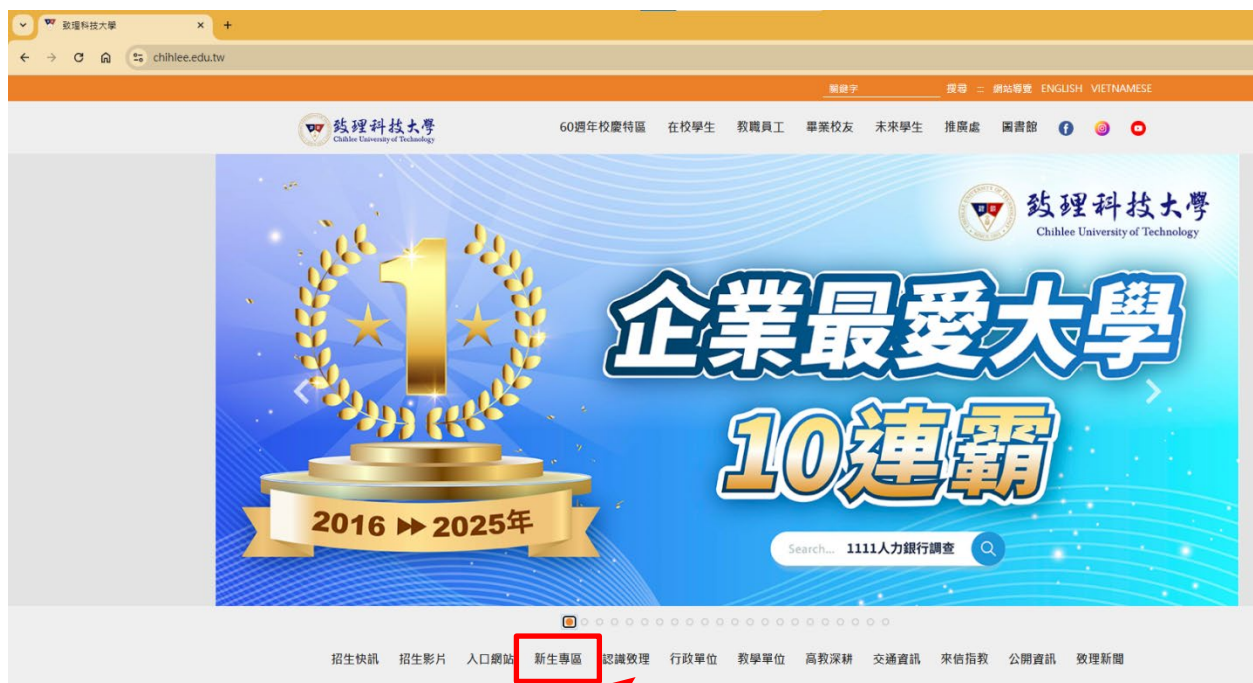 致理科技大學
chihlee.edu.tw
關鍵字 搜尋 ::: 網站導覽 ENGLISH VIETNAMESE
致理科技大學
Chihlee University of Technology
60週年校慶特區 在校學生 教職員工 畢業校友 未來學生 推廣處 圖書館
致理科技大學
Chihlee University of Technology
1
企業最愛大學
10連霸
2016 ▶▶ 2025年
Search... 1111人力銀行調查
招生快訊 招生影片 入口網站 新生專區 認識致理 行政單位 教學單位 高教深耕 交通資訊 來信指教 公開資訊 致理新聞